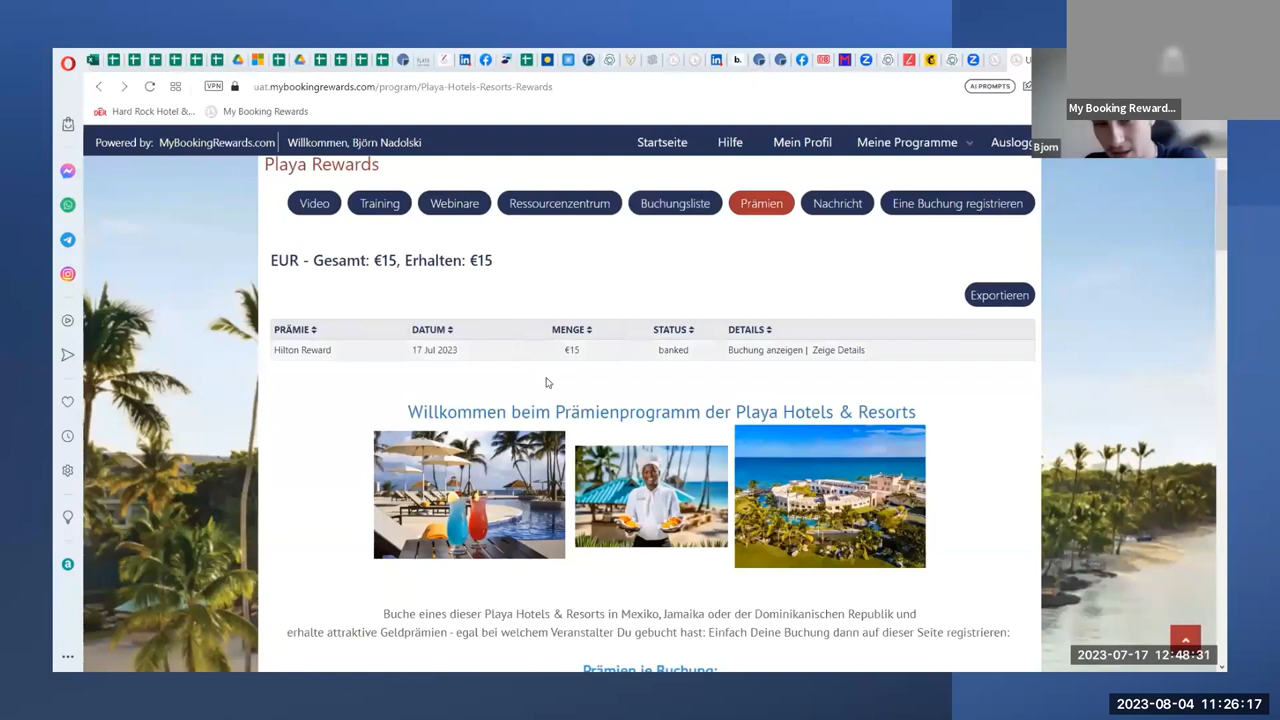 uat.mybookingrewards.com/program/Playa-Hotels-Resorts-Rewards
VPN
AI PROMPTS
My Booking Reward...
Bjorn
DER Hard Rock Hotel &...
My Booking Rewards
Powered by: MyBookingRewards.com
Willkommen, Björn Nadolski
Startseite Hilfe Mein Profil Meine Programme Auslogg
Playa Rewards
Video Training Webinare Ressourcenzentrum Buchungsliste Prämien Nachricht Eine Buchung registrieren
EUR - Gesamt: €15, Erhalten: €15
Exportieren
PRÄMIE DATUM MENGE STATUS DETAILS
Hilton Reward 17 Jul 2023 €15 banked Buchung anzeigen | Zeige Details
Willkommen beim Prämienprogramm der Playa Hotels & Resorts
Buche eines dieser Playa Hotels & Resorts in Mexiko, Jamaika oder der Dominikanischen Republik und
erhalte attraktive Geldprämien - egal bei welchem Veranstalter Du gebucht hast: Einfach Deine Buchung dann auf dieser Seite registrieren:
Prämien je Buchung:
2023-07-17 12:48:31
2023-08-04 11:26:17